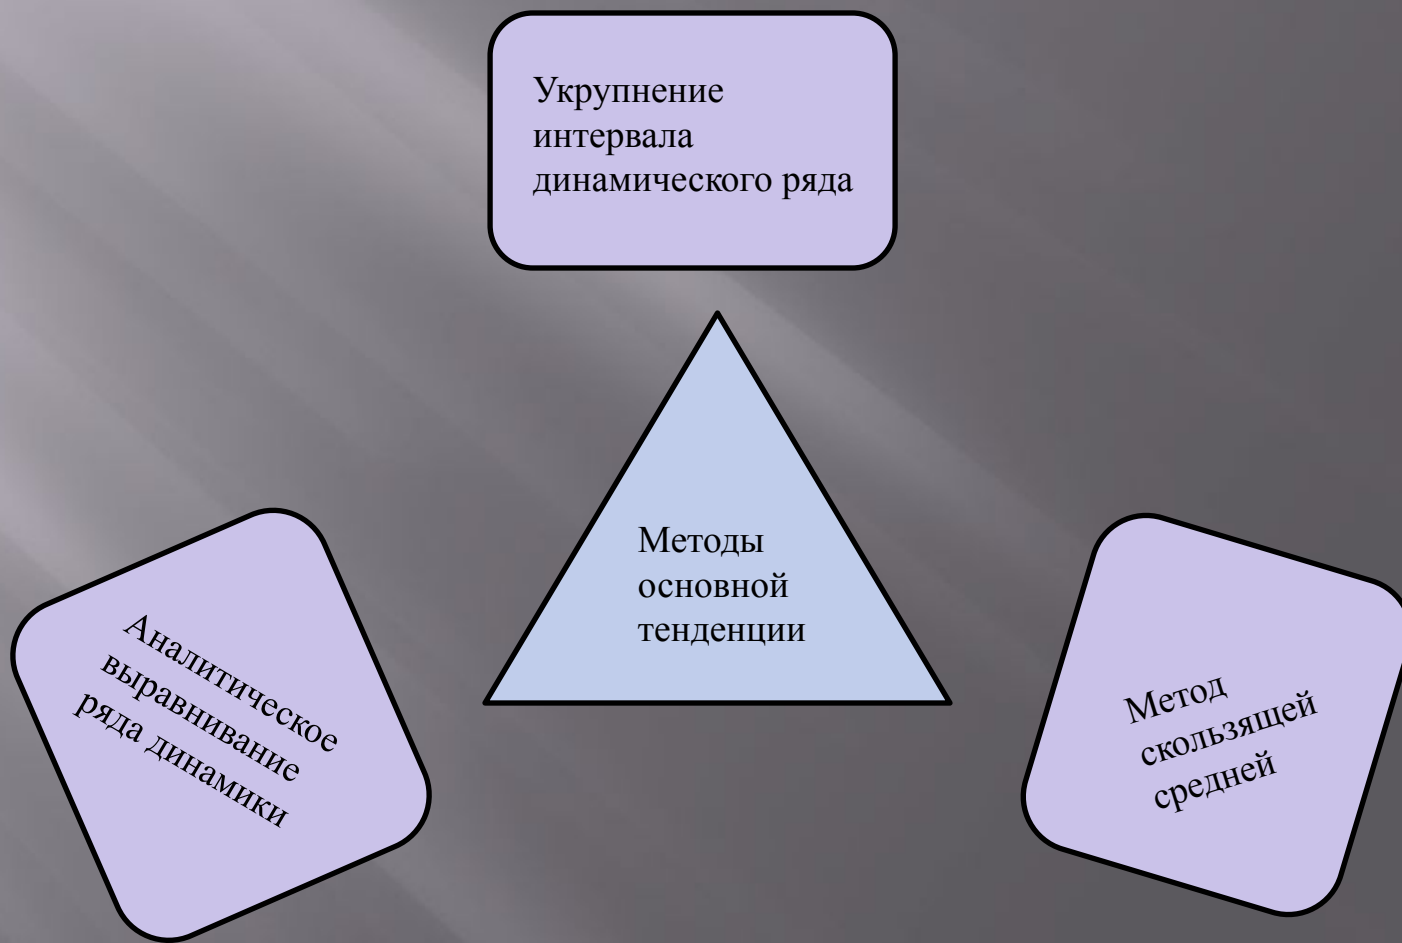 Укрупнение
интервала
динамического ряда
Методы
основной
тенденции
Аналитическое
выравнивание
ряда динамики
Метод
скользящей
средней